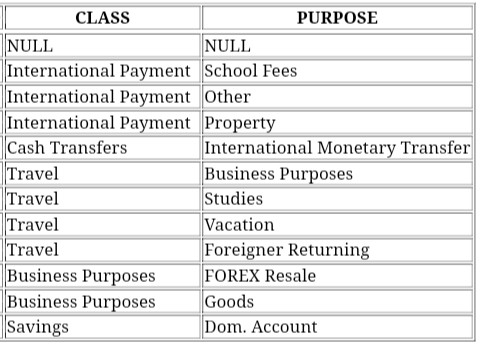 CLASS PURPOSE
NULL NULL
International Payment School Fees
International Payment Other
International Payment Property
Cash Transfers International Monetary Transfer
Travel Business Purposes
Travel Studies
Travel Vacation
Travel Foreigner Returning
Business Purposes FOREX Resale
Business Purposes Goods
Savings Dom. Account